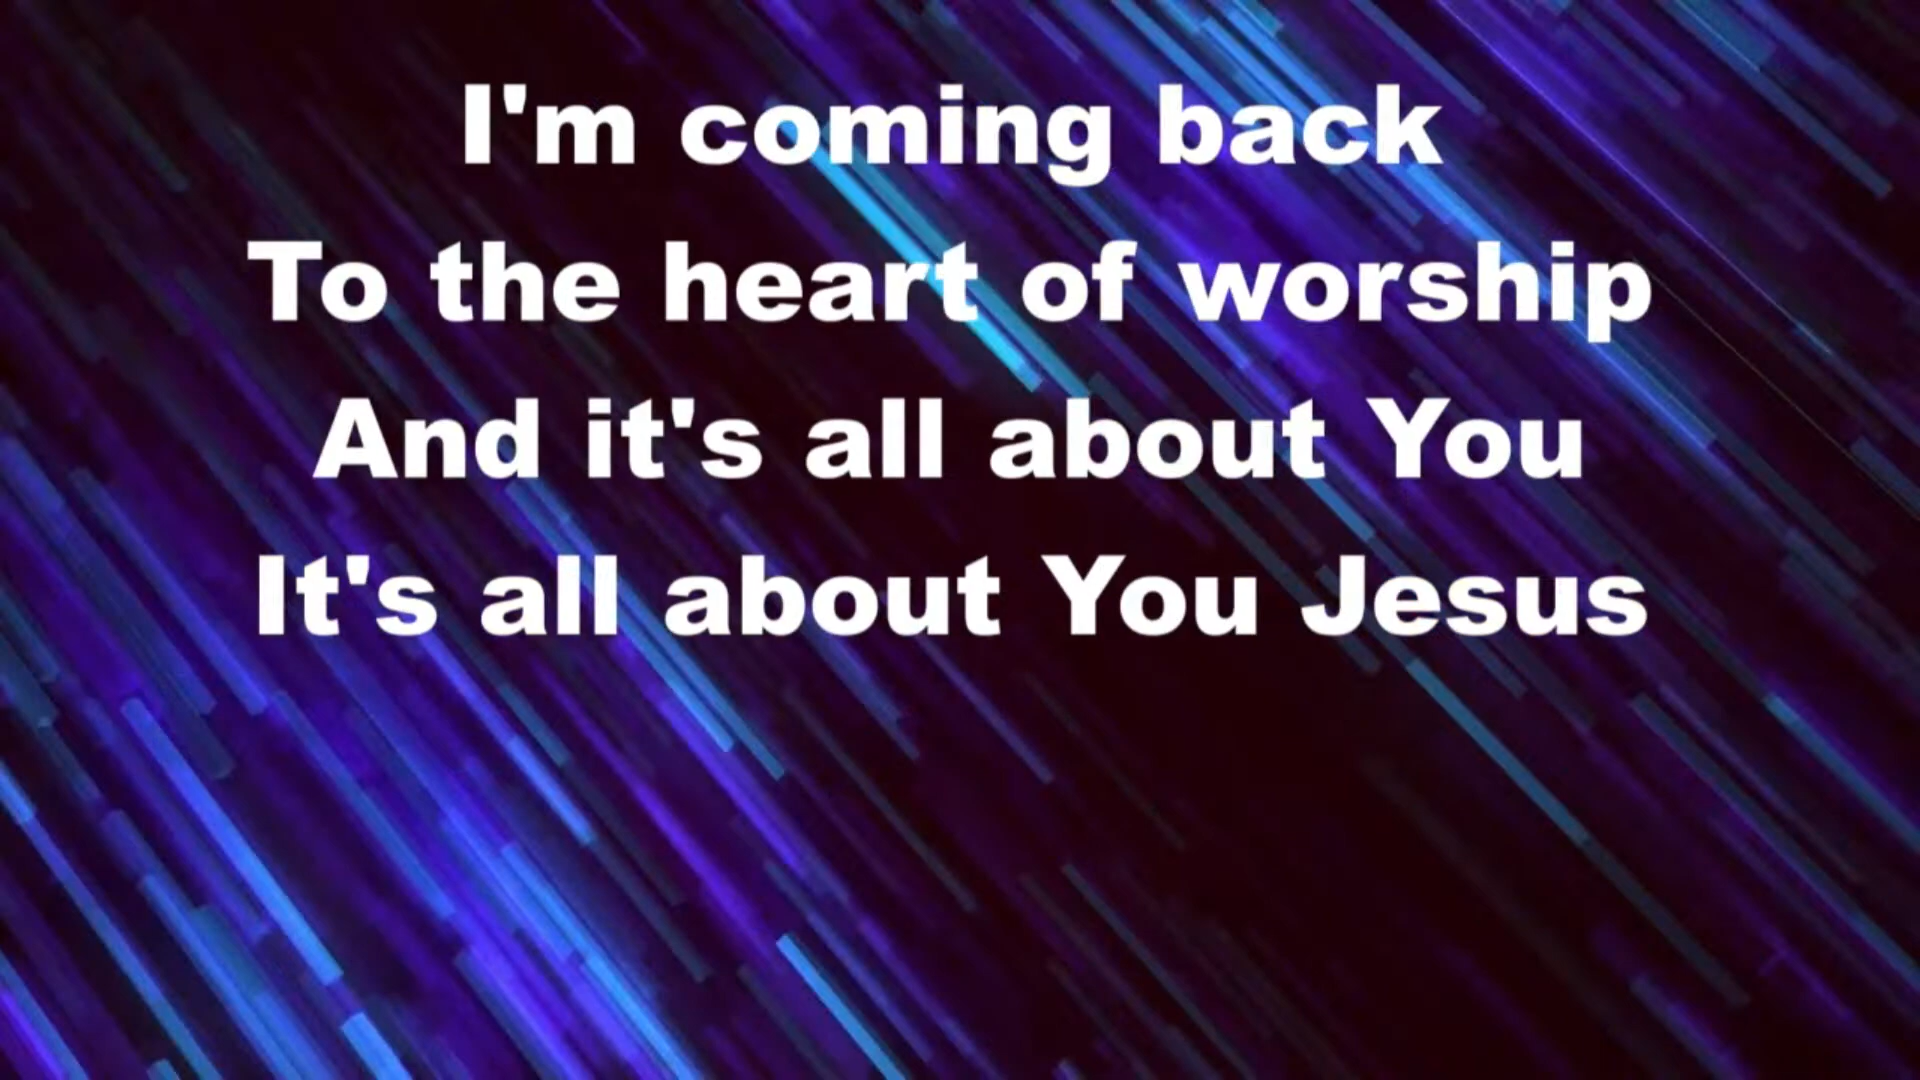 I'm coming back
To the heart of worship
And it's all about You
It's all about You Jesus